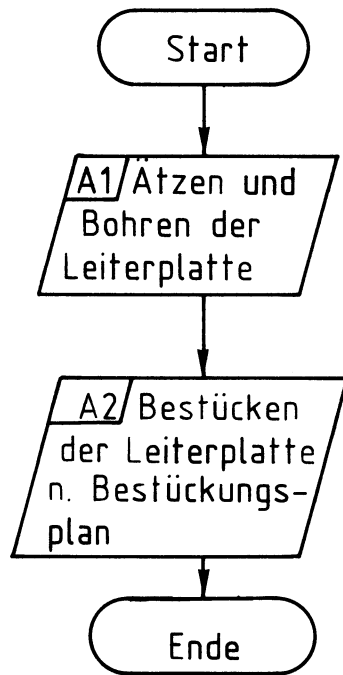 Start
A1 Ätzen und
Bohren der
Leiterplatte
A2 Bestücken
der Leiterplatte
n. Bestückungs-
plan
Ende